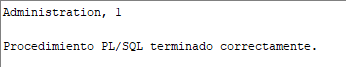 Administration, 1
Procedimiento PL/SQL terminado correctamente.